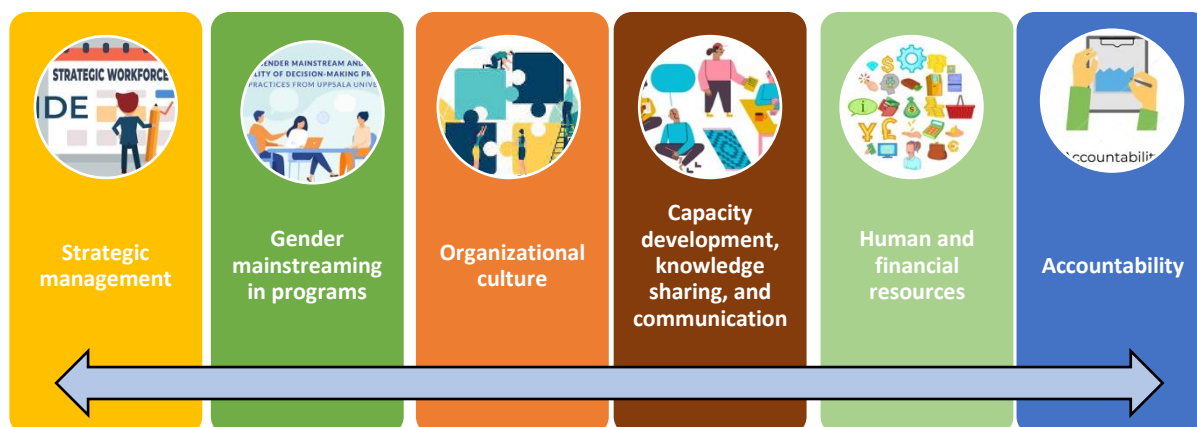 STRATEGIC WORKFORCE
IDE
Strategic
management
GENDER MAINSTREAM AND
LITY OF DECISION-MAKING PR
PRACTICES FROM UPPSALA UNIVE
Gender
mainstreaming
in programs
Organizational
culture
Capacity
development,
knowledge
sharing, and
communication
Human and
financial
resources
Accountability
Accountability